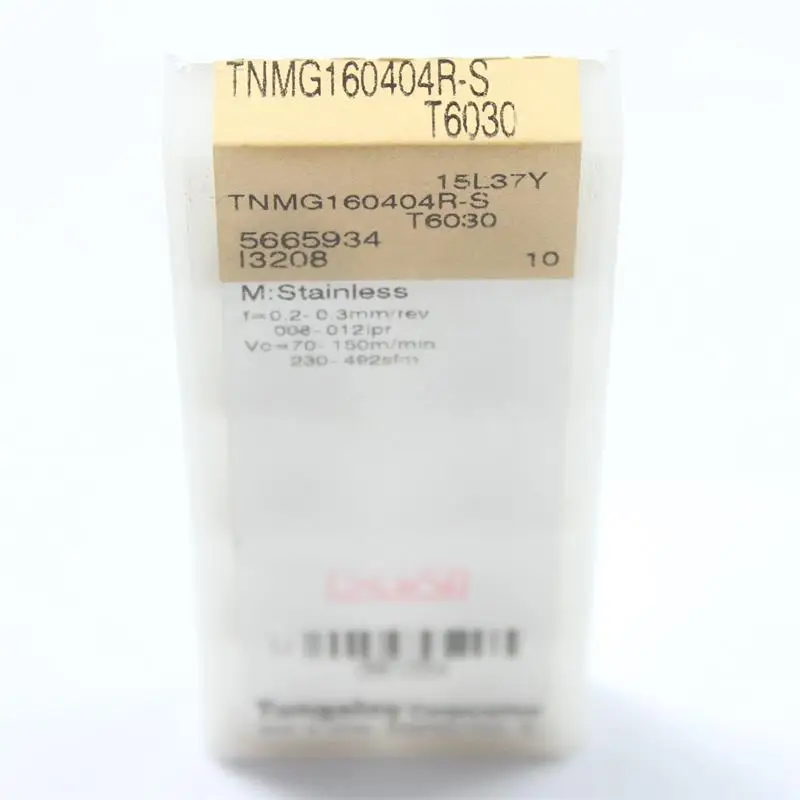 TNMG160404R-S
T6030
15L37Y
TNMG160404R-S
T6030
5665934
I3208 10
M:Stainless
f=0.2-0.3mm/rev
008-012ipr
Vc=70-150m/min
230-492sfm
Tungaloy